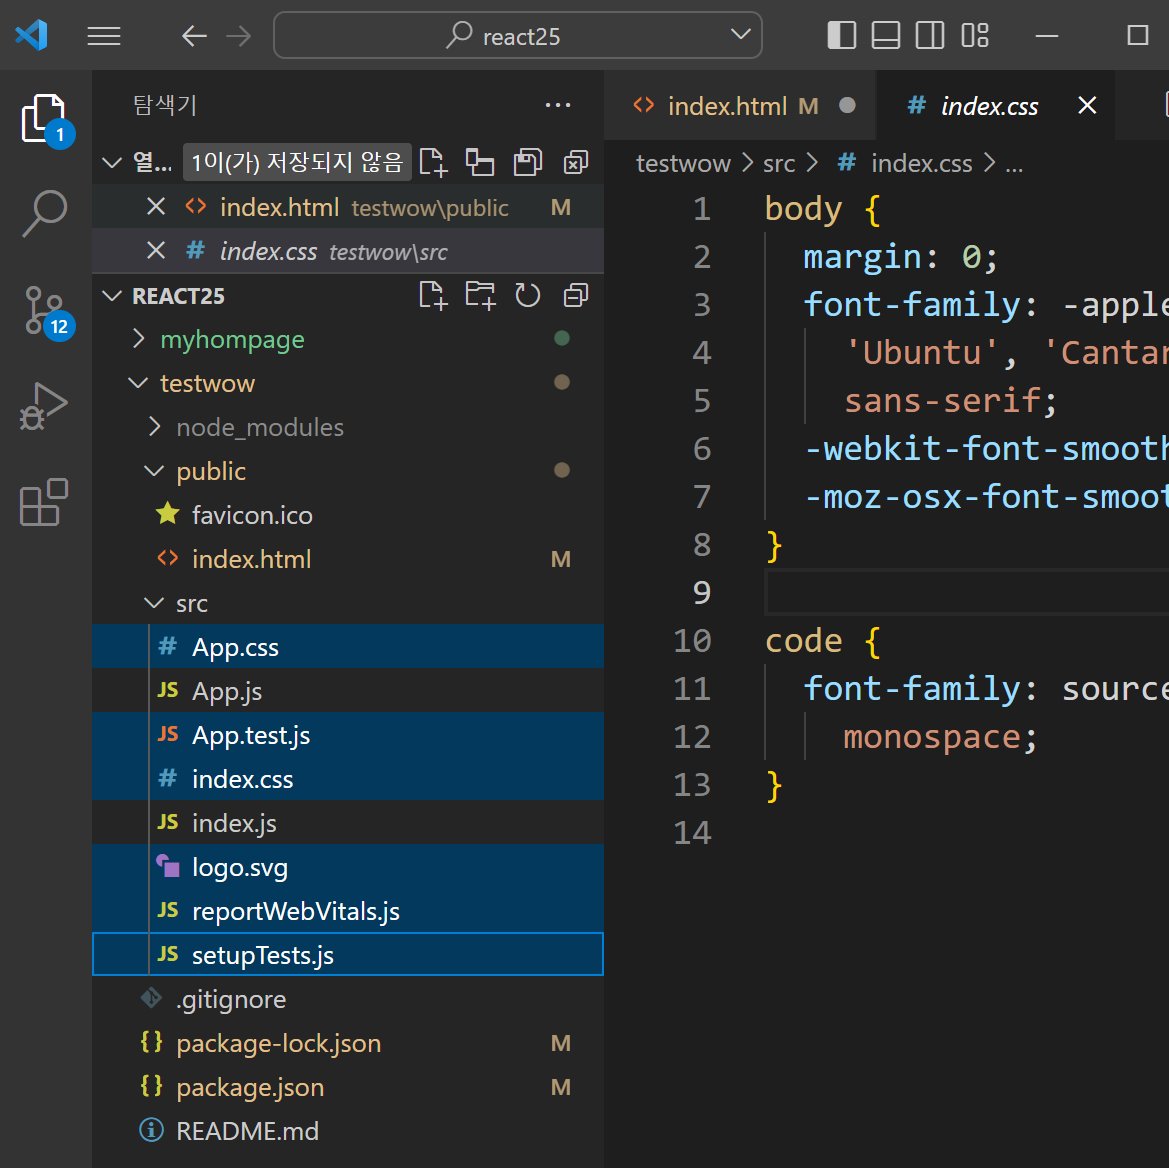 react25
탐색기
열... 1이(가) 저장되지 않음
index.html testwow\public M
index.css testwow\src
REACT25
myhompage
testwow
node_modules
public
favicon.ico
index.html M
src
App.css
JS App.js
JS App.test.js
index.css
JS index.js
logo.svg
JS reportWebVitals.js
JS setupTests.js
.gitignore
{} package-lock.json M
{} package.json M
README.md
1
12
index.html M
# index.css
testwow > src > # index.css > ...
1 body {
2 margin: 0;
3 font-family: -apple
4 'Ubuntu', 'Cantar
5 sans-serif;
6 -webkit-font-smooth
7 -moz-osx-font-smoot
8 }
9
10 code {
11 font-family: source
12 monospace;
13 }
14